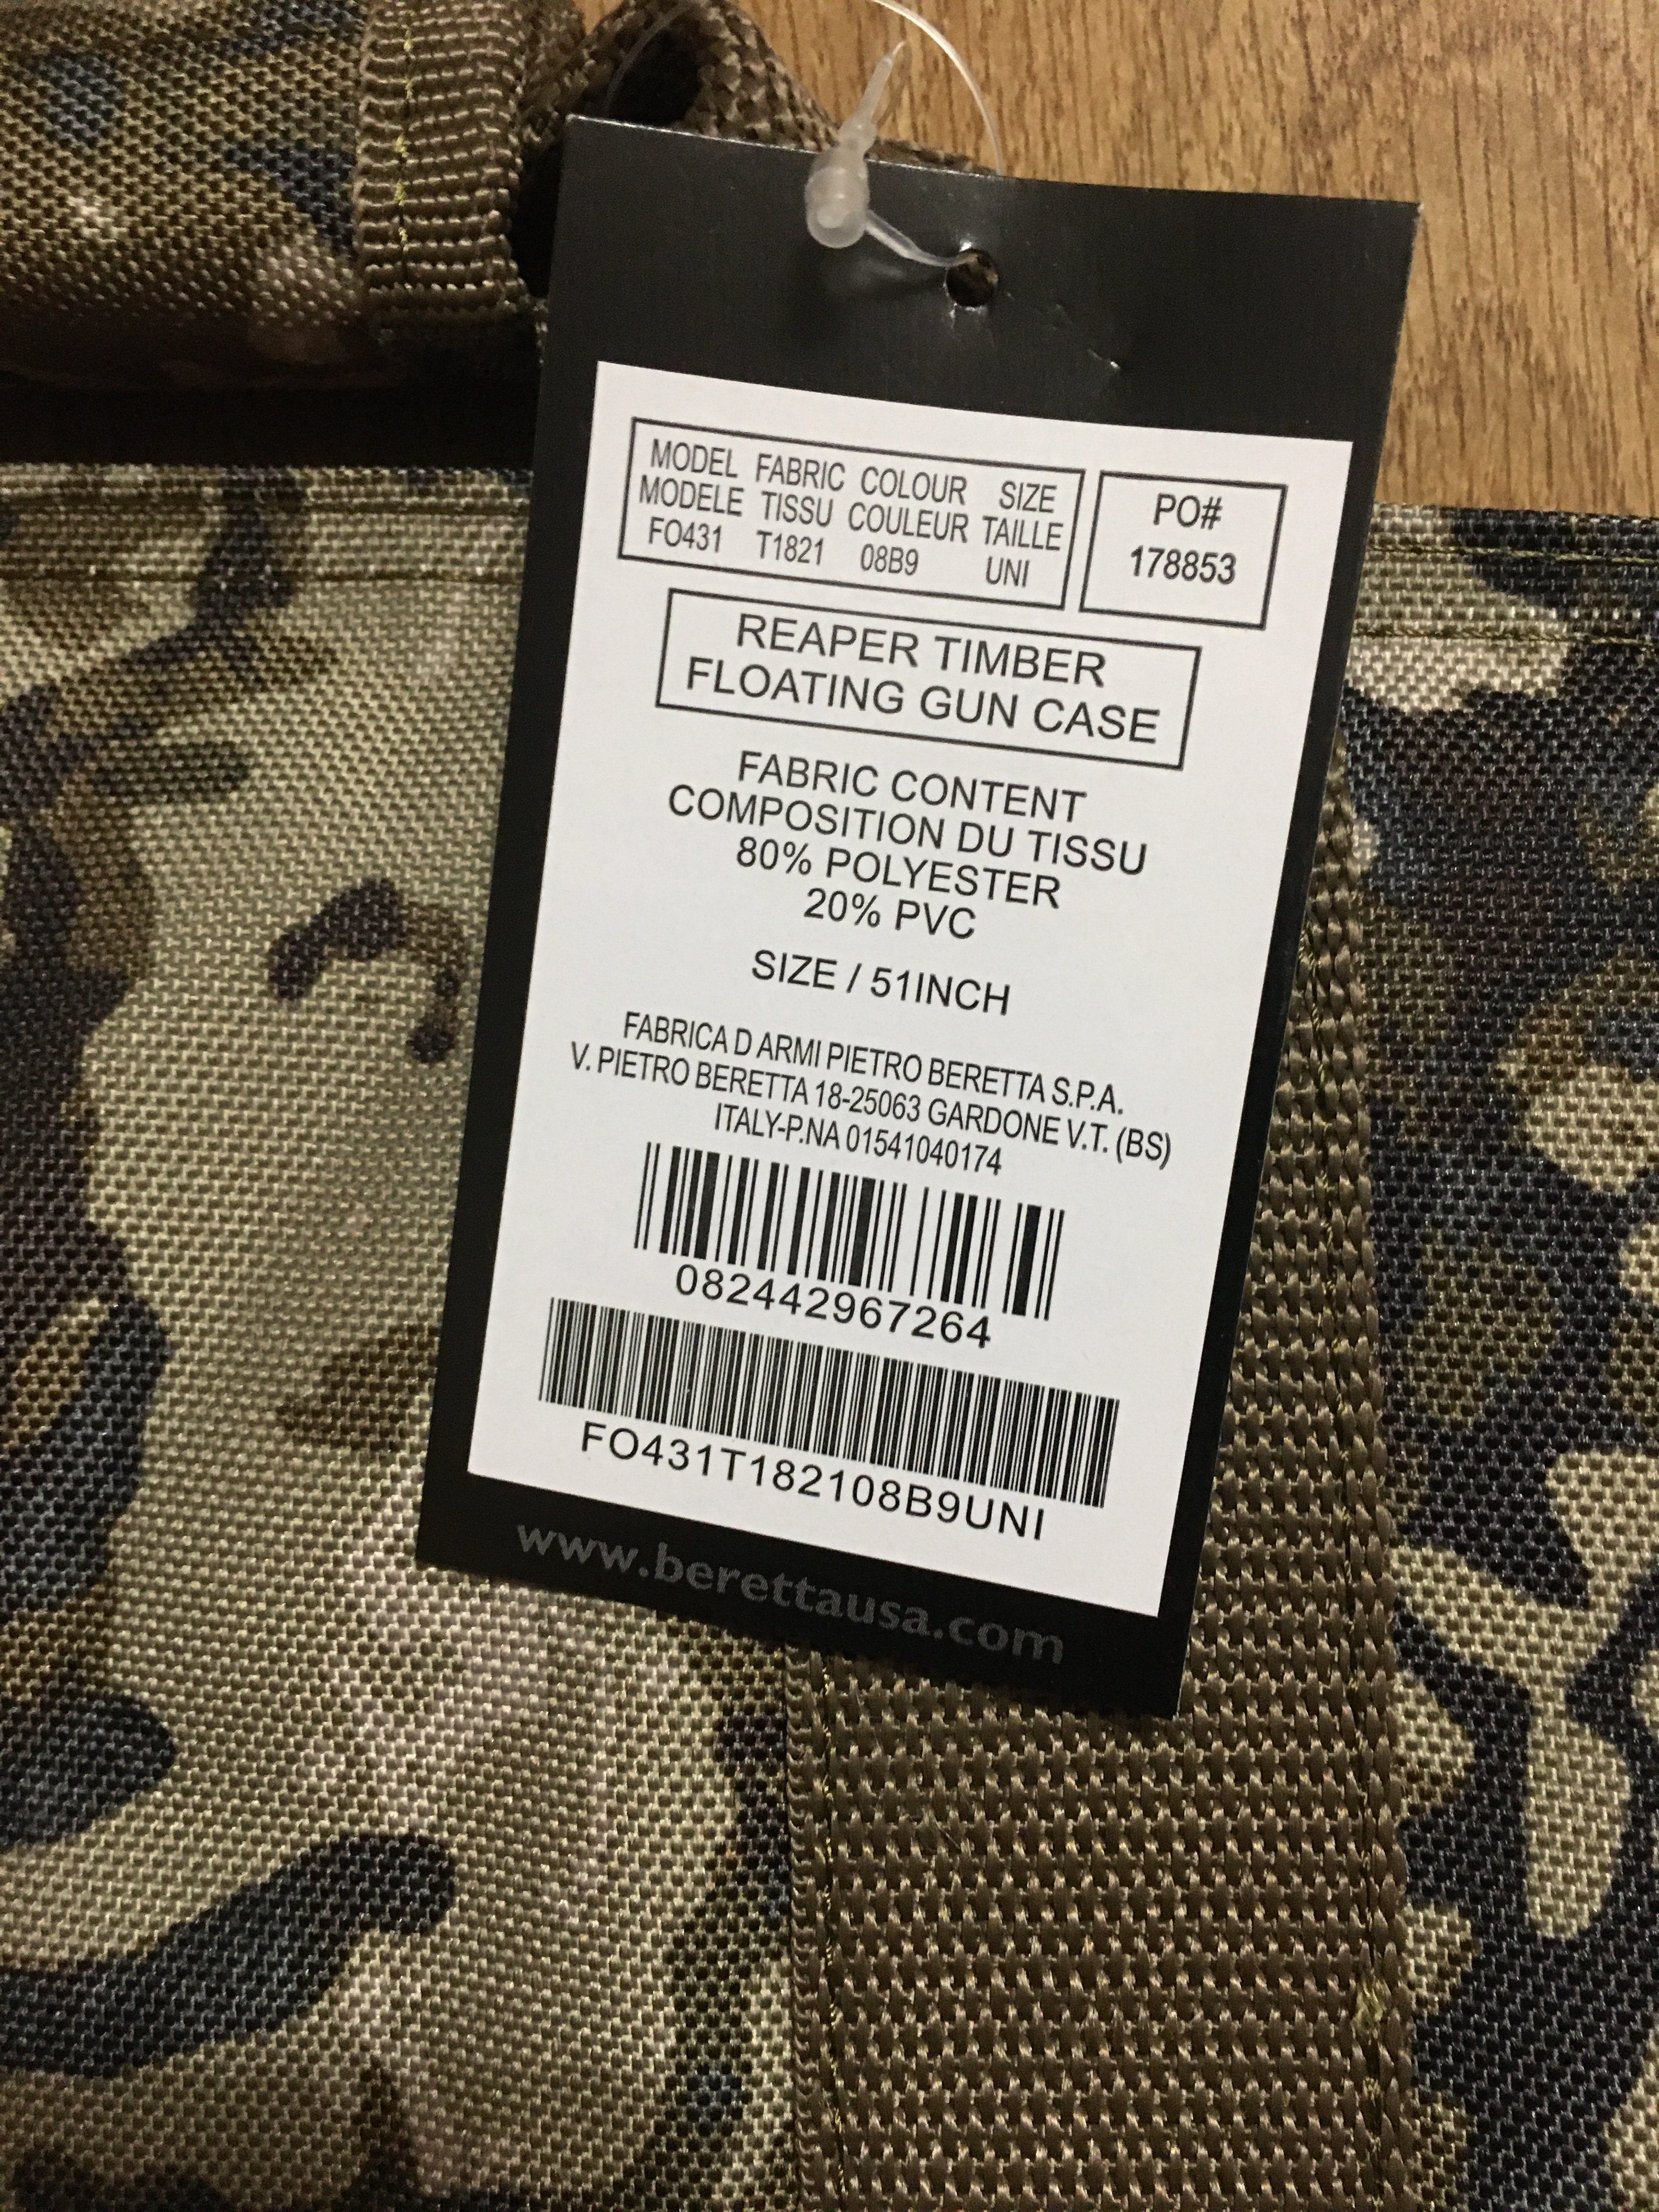 MODEL FABRIC COLOUR SIZE
MODELE TISSU COULEUR TAILLE
FO431 T1821 08B9 UNI
PO#
178853
REAPER TIMBER
FLOATING GUN CASE
FABRIC CONTENT
COMPOSITION DU TISSU
80% POLYESTER
20% PVC
SIZE / 51INCH
FABRICA D ARMI PIETRO BERETTA S.P.A.
V. PIETRO BERETTA 18-25063 GARDONE V.T. (BS)
ITALY-P.NA 01541040174
082442967264
FO431T182108B9UNI
www.berettausa.com